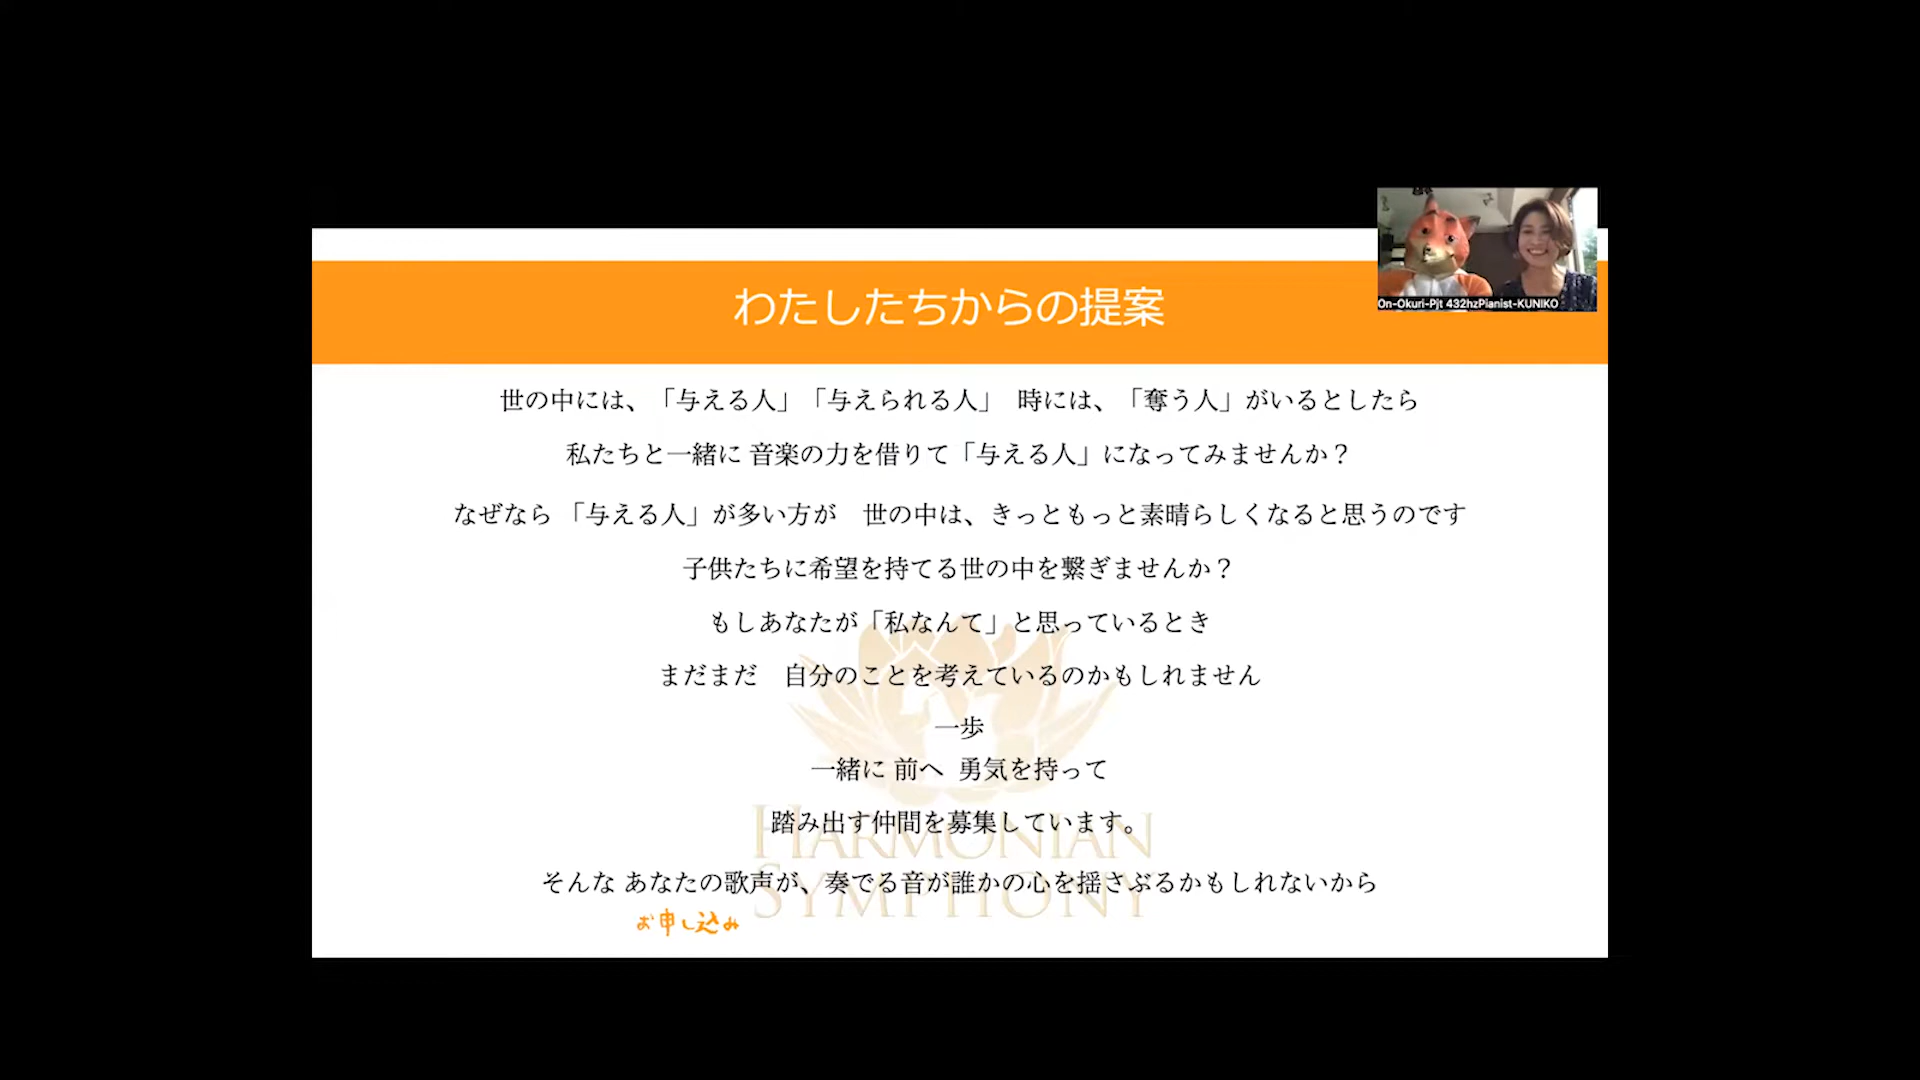 On-Okuri-Pjt 432hzPianist-KUNIKO
わたしたちからの提案
世の中には、「与える人」「与えられる人」　時には、「奪う人」がいるとしたら
私たちと一緒に 音楽の力を借りて「与える人」になってみませんか？
なぜなら 「与える人」が多い方が　世の中は、きっともっと素晴らしくなると思うのです
子供たちに希望を持てる世の中を繋ぎませんか？
もしあなたが「私なんて」と思っているとき
まだまだ　自分のことを考えているのかもしれません
一歩
一緒に 前へ 勇気を持って
踏み出す仲間を募集しています。
HARMONIAN
そんな あなたの歌声が、奏でる音が誰かの心を揺さぶるかもしれないから
SYMPHONY
お申し込み